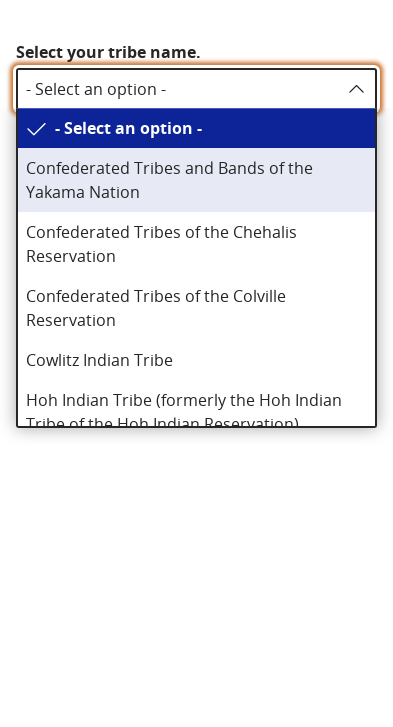 Select your tribe name.
- Select an option -
- Select an option -
Confederated Tribes and Bands of the
Yakama Nation
Confederated Tribes of the Chehalis
Reservation
Confederated Tribes of the Colville
Reservation
Cowlitz Indian Tribe
Hoh Indian Tribe (formerly the Hoh Indian
Tribe of the Hoh Indian Reservation)